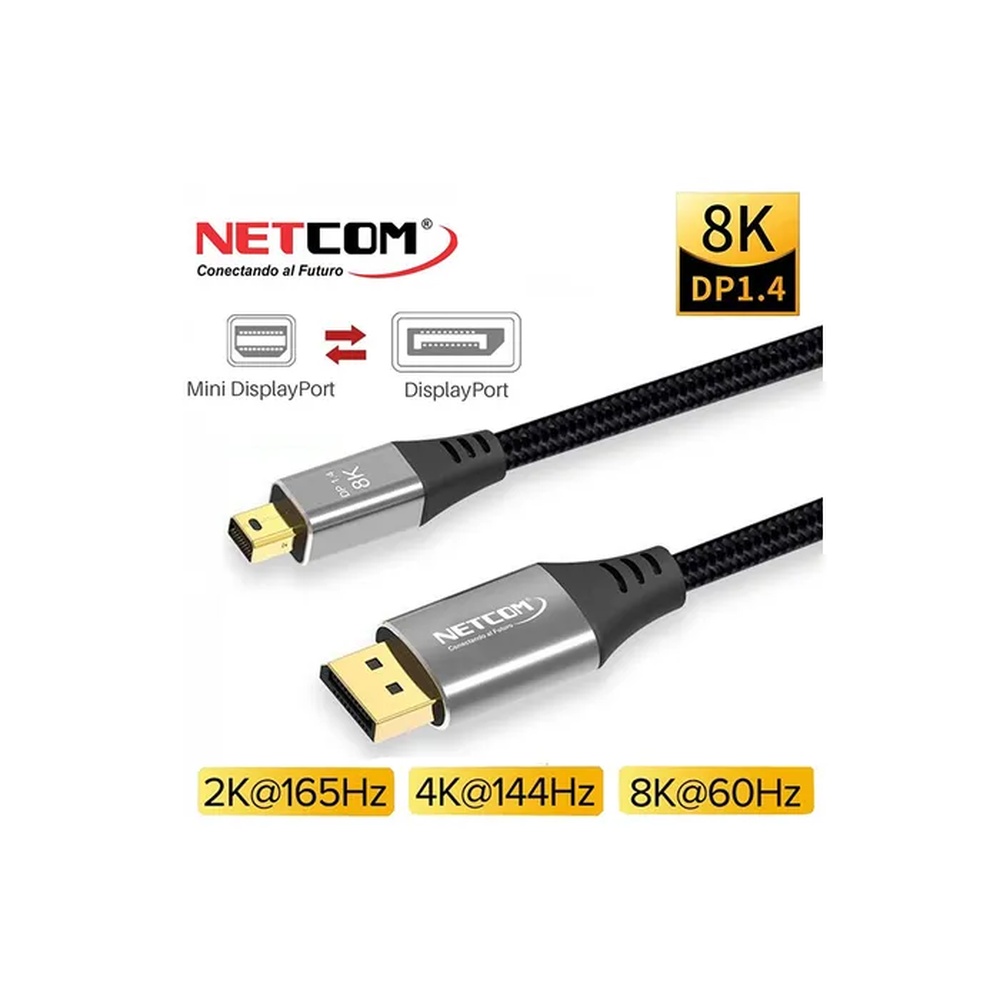 NETCOM®
Conectando al Futuro
8K
DP1.4
Mini DisplayPort
DisplayPort
8K
DP 1.4
NETCOM
Conectando al Futuro
2K@165Hz
4K@144Hz
8K@60Hz